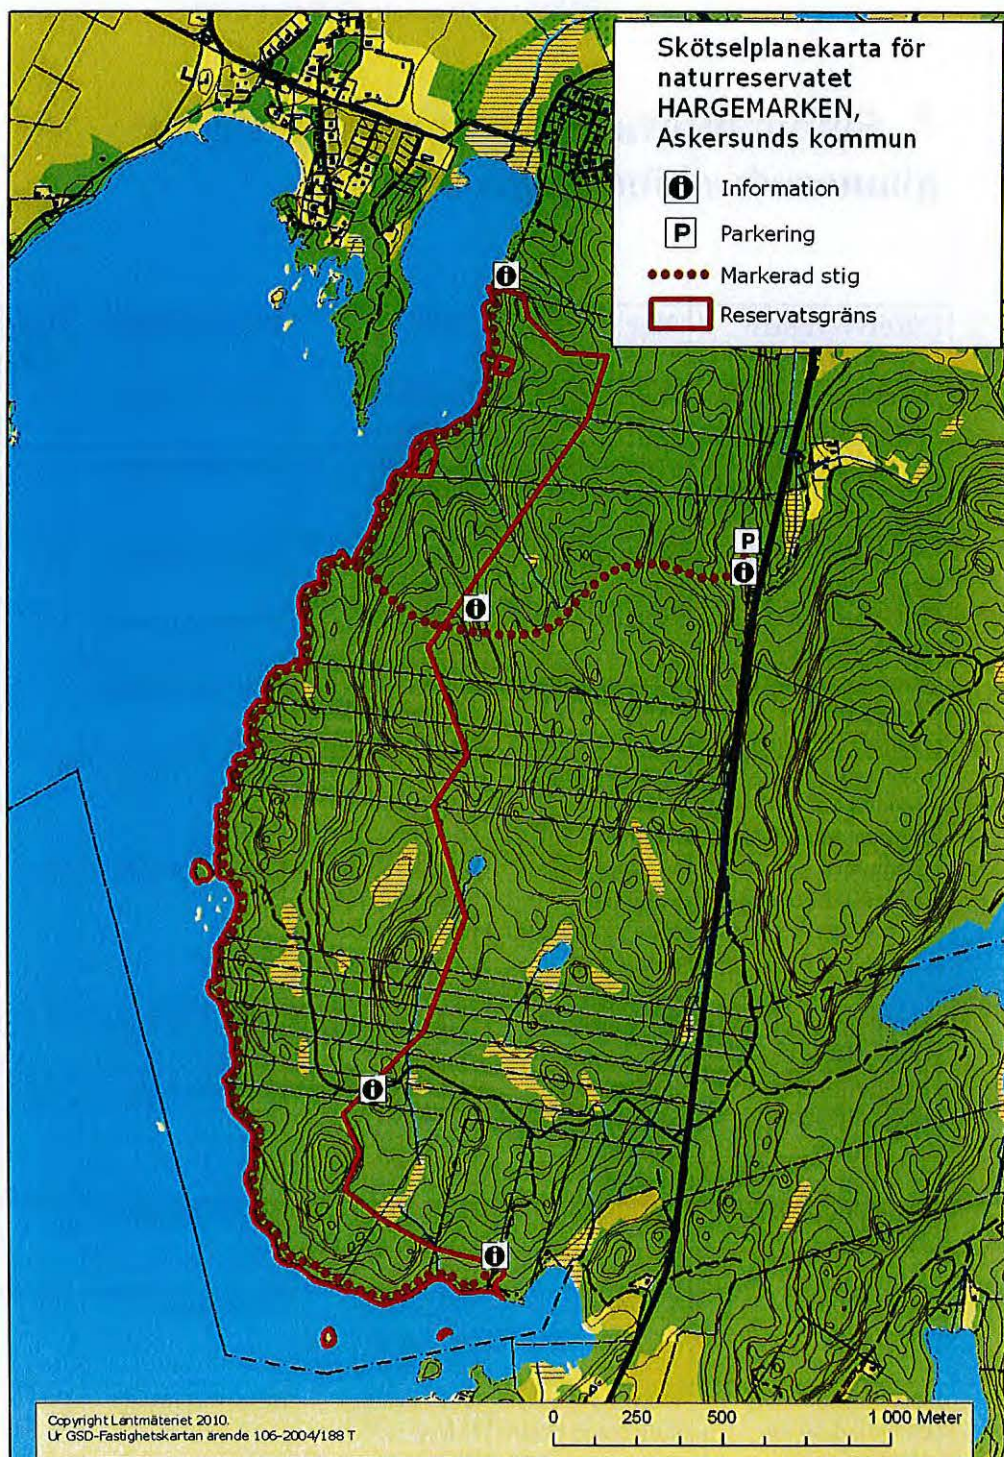 Skötselplanekarta för
naturreservatet
HARGEMARKEN,
Askersunds kommun
Information
P Parkering
Markerad stig
Reservatsgräns
P
Copyright Lantmäteriet 2010.
Ur GSD-Fastighetskartan ärende 106-2004/188 T
0 250 500 1 000 Meter